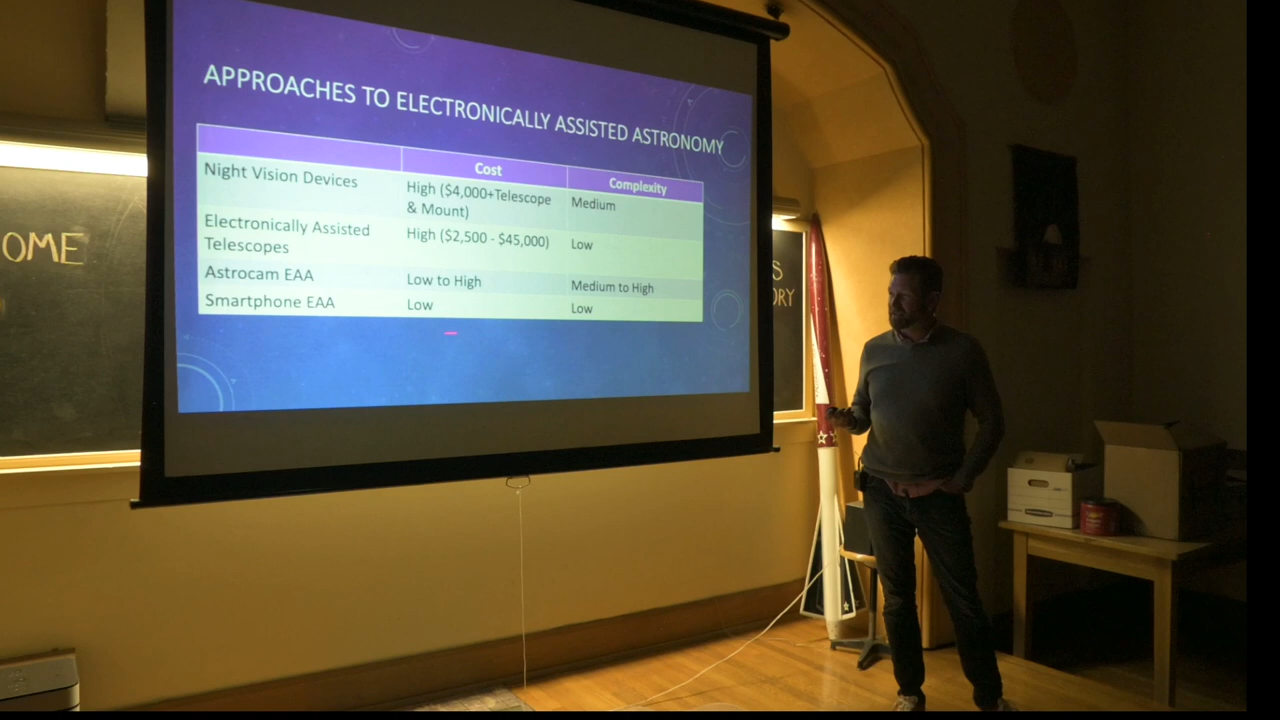 APPROACHES TO ELECTRONICALLY ASSISTED ASTRONOMY
Cost
Complexity
Night Vision Devices
High ($4,000+Telescope
& Mount)
Medium
Electronically Assisted
Telescopes
High ($2,500 - $45,000)
Low
Astrocam EAA
Low to High
Medium to High
Smartphone EAA
Low
Low
OME
S
ORY